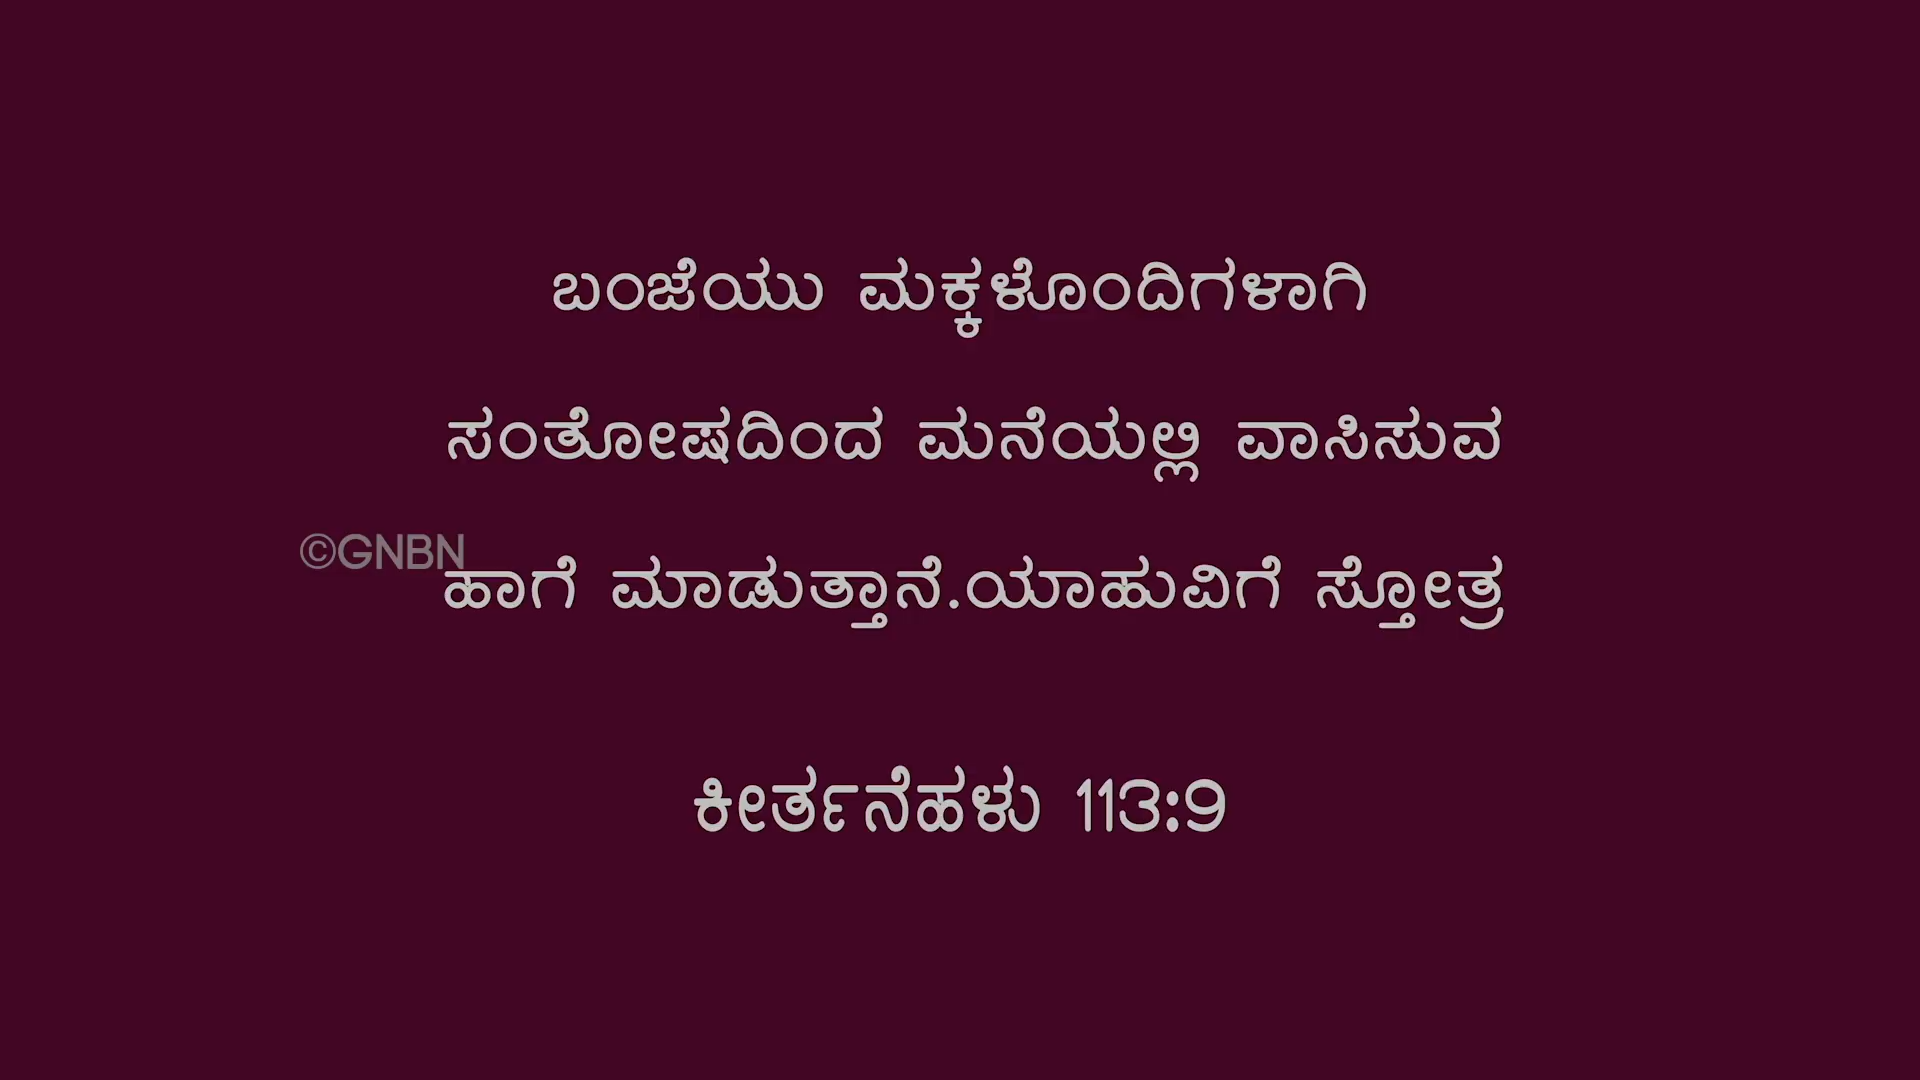 ಬಂಜೆಯು ಮಕ್ಕಳೊಂದಿಗಳಾಗಿ
ಸಂತೋಷದಿಂದ ಮನೆಯಲ್ಲಿ ವಾಸಿಸುವ
©GNBN
ಹಾಗೆ ಮಾಡುತ್ತಾನೆ.ಯಾಹುವಿಗೆ ಸ್ತೋತ್ರ
ಕೀರ್ತನೆಹಳು 113:9